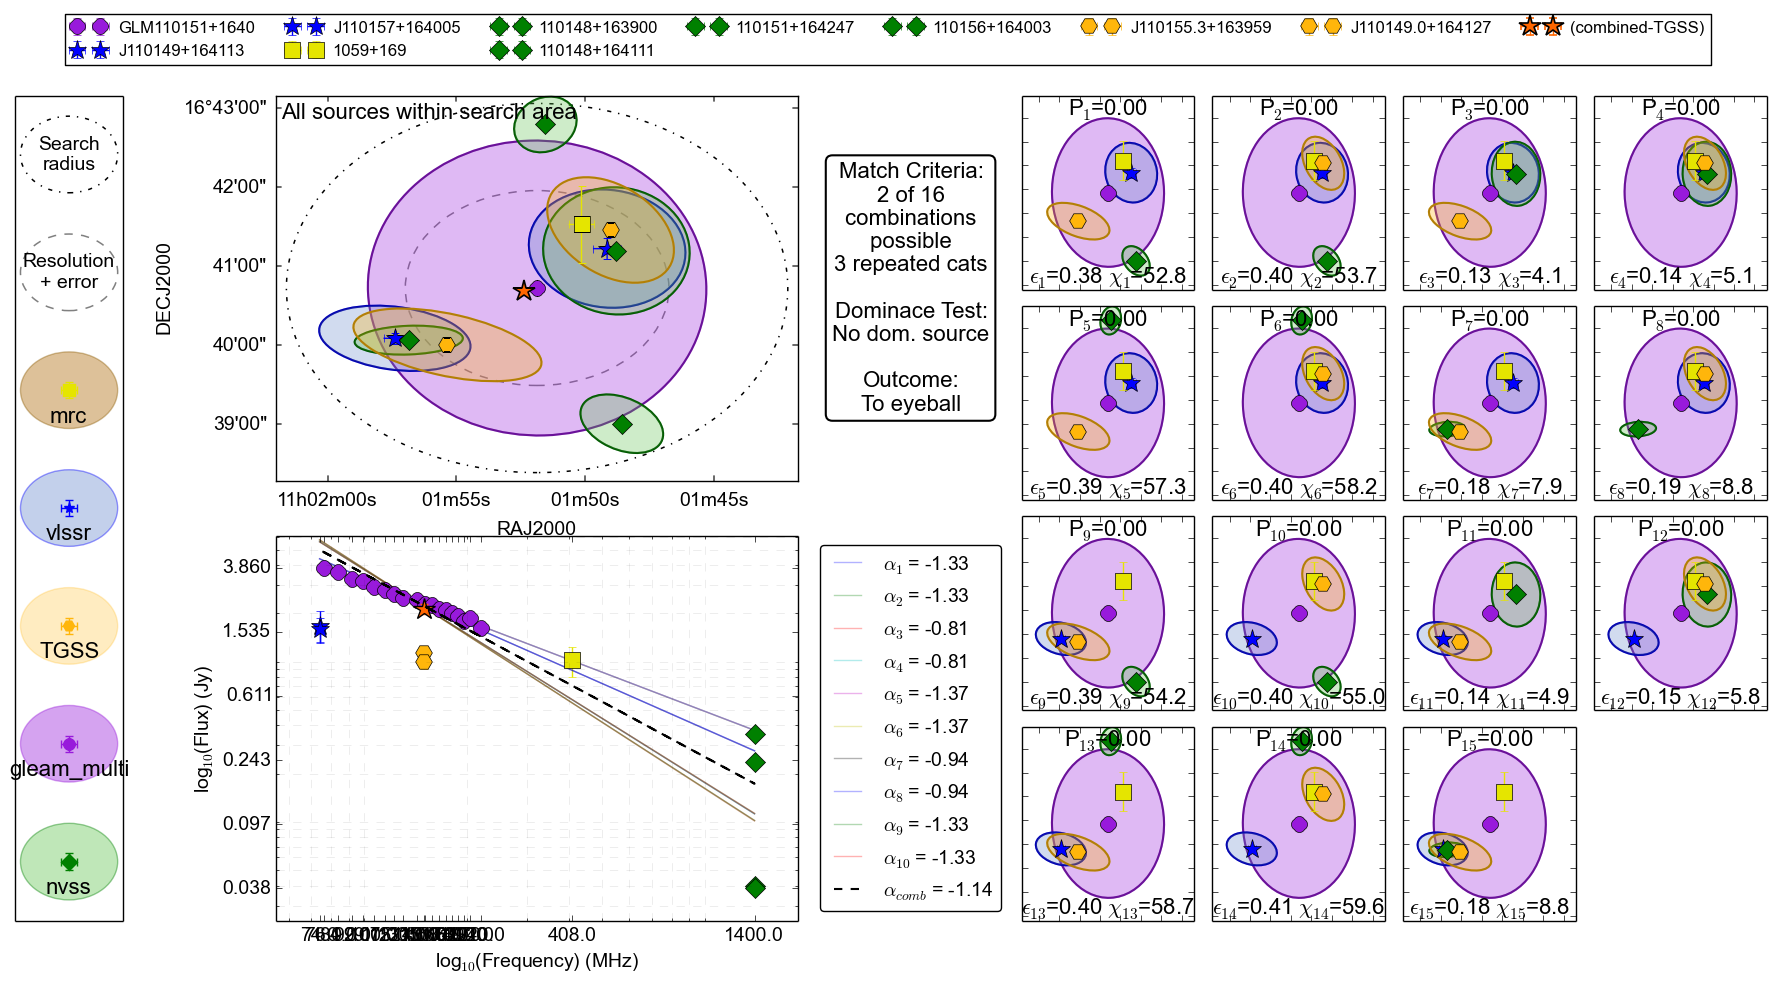 GLM110151+1640 J110157+164005 110148+163900 110151+164247 110156+164003 J110155.3+163959 J110149.0+164127 (combined-TGSS)
J110149+164113 1059+169 110148+164111
Search
radius
Resolution
+ error
mrc
vlssr
TGSS
gleam_multi
nvss
All sources within search area
DECJ2000
16°43'00"
42'00"
41'00"
40'00"
39'00"
11h02m00s 01m55s 01m50s 01m45s
RAJ2000
Match Criteria:
2 of 16
combinations
possible
3 repeated cats
Dominace Test:
No dom. source
Outcome:
To eyeball
log10(Flux) (Jy)
3.860
1.535
0.611
0.243
0.097
0.038
408.0 1400.0
log10(Frequency) (MHz)
α1 = -1.33
α2 = -1.33
α3 = -0.81
α4 = -0.81
α5 = -1.37
α6 = -1.37
α7 = -0.94
α8 = -0.94
α9 = -1.33
α10 = -1.33
αcomb = -1.14
P1=0.00 P2=0.00 P3=0.00 P4=0.00
ϵ1=0.38 χ1=52.8 ϵ2=0.40 χ2=53.7 ϵ3=0.13 χ3=4.1 ϵ4=0.14 χ4=5.1
P5=0.00 P6=0.00 P7=0.00 P8=0.00
ϵ5=0.39 χ5=57.3 ϵ6=0.40 χ6=58.2 ϵ7=0.18 χ7=7.9 ϵ8=0.19 χ8=8.8
P9=0.00 P10=0.00 P11=0.00 P12=0.00
ϵ9=0.39 χ9=54.2 ϵ10=0.40 χ10=55.0 ϵ11=0.14 χ11=4.9 ϵ12=0.15 χ12=5.8
P13=0.00 P14=0.00 P15=0.00
ϵ13=0.40 χ13=58.7 ϵ14=0.41 χ14=59.6 ϵ15=0.18 χ15=8.8